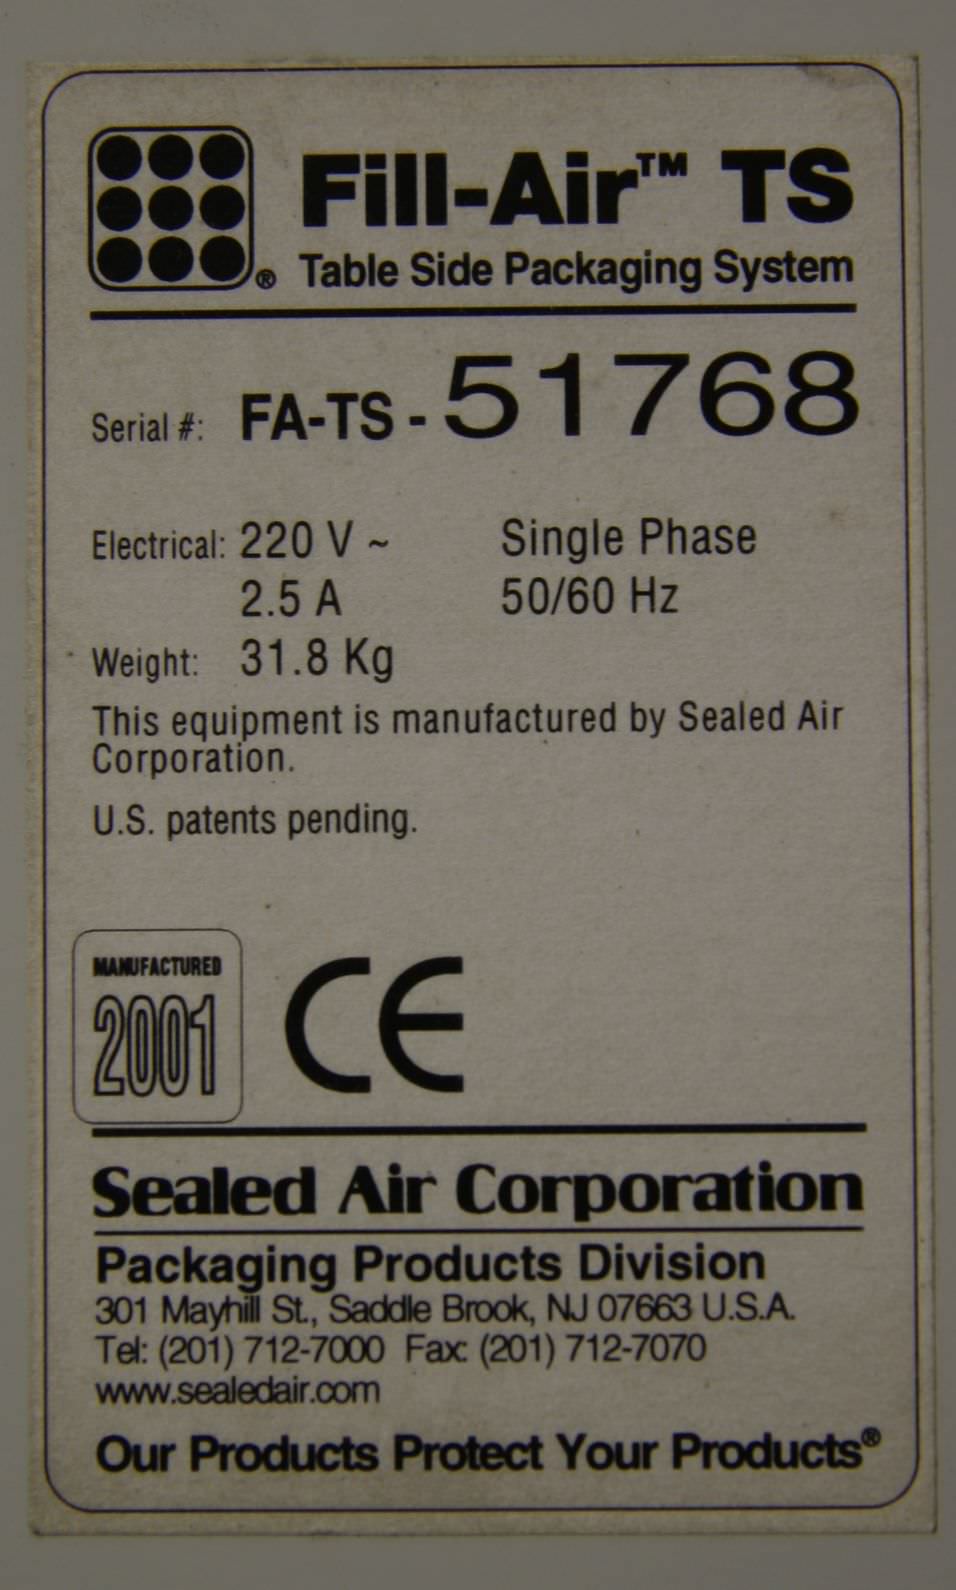 Fill-Air™ TS
® Table Side Packaging System
Serial #: FA-TS-51768
Electrical: 220 V ~ Single Phase
2.5 A 50/60 Hz
Weight: 31.8 Kg
This equipment is manufactured by Sealed Air
Corporation.
U.S. patents pending.
MANUFACTURED
2001
CE
Sealed Air Corporation
Packaging Products Division
301 Mayhill St., Saddle Brook, NJ 07663 U.S.A.
Tel: (201) 712-7000 Fax: (201) 712-7070
www.sealedair.com
Our Products Protect Your Products®